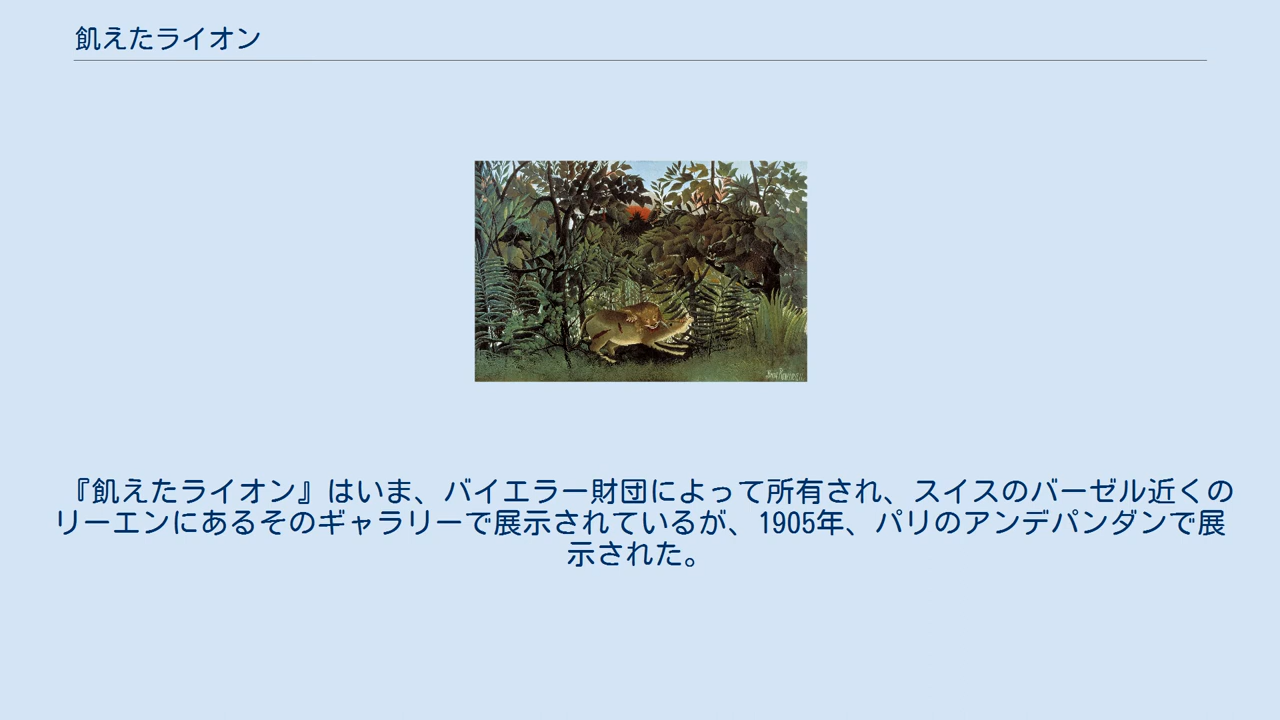 飢えたライオン
『飢えたライオン』はいま、バイエラー財団によって所有され、スイスのバーゼル近くの
リーエンにあるそのギャラリーで展示されているが、1905年、パリのアンデパンダンで展
示された。